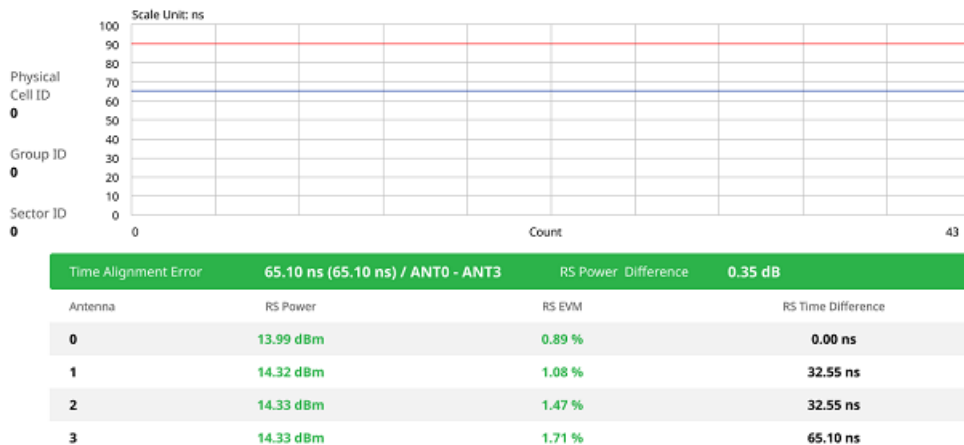 Scale Unit: ns
100
90
80
70
60
50
40
30
20
10
0
Physical
Cell ID
0
Group ID
0
Sector ID
0
0 Count 43
Time Alignment Error 65.10 ns (65.10 ns) / ANT0 - ANT3 RS Power Difference 0.35 dB
Antenna RS Power RS EVM RS Time Difference
0 13.99 dBm 0.89 % 0.00 ns
1 14.32 dBm 1.08 % 32.55 ns
2 14.33 dBm 1.47 % 32.55 ns
3 14.33 dBm 1.71 % 65.10 ns